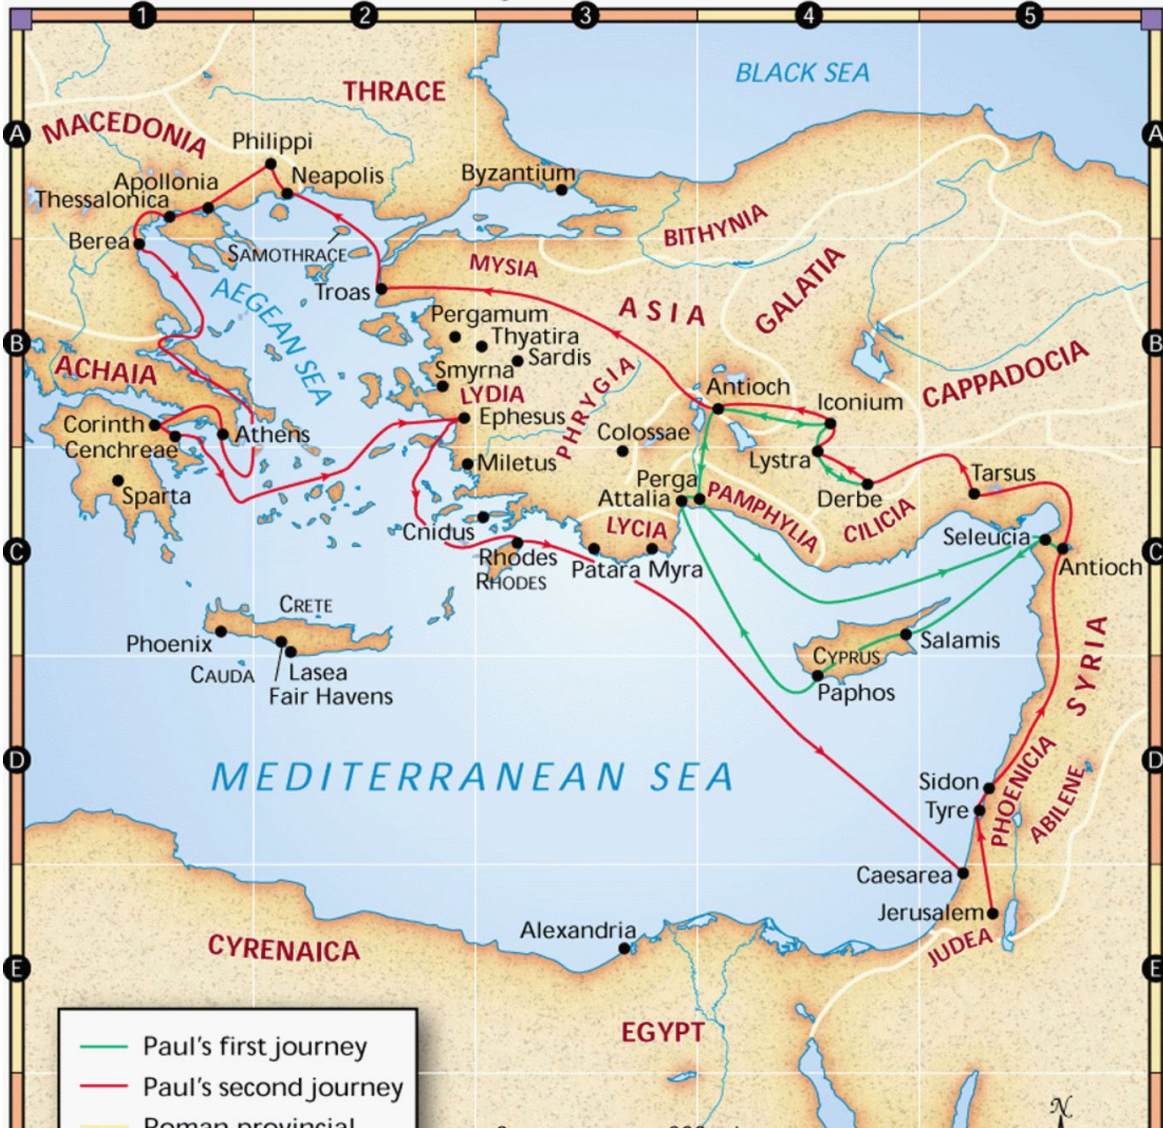 1 2 3 4 5
BLACK SEA
THRACE
A
MACEDONIA
A
Philippi
Byzantium
Neapolis
Apollonia
Thessalonica
BITHYNIA
Berea
SAMOTHRACE
MYSIA
GALATIA
Troas
AEGEAN SEA
ASIA
Pergamum
Thyatira
B
B
Sardis
ACHAIA
Smyrna
CAPPADOCIA
PHRYGIA
Antioch
LYDIA
Iconium
Ephesus
Corinth
Athens
Colossae
Cenchreae
Miletus
Lystra
Perga
Tarsus
Sparta
Attalia
PAMPHYLIA
Derbe
CILICIA
LYCIA
Cnidus
Seleucia
C
C
Rhodes
RHODES
Patara Myra
Antioch
CRETE
Phoenix
Salamis
CYPRUS
SYRIA
CAUDA
Lasea
Fair Havens
Paphos
D
D
MEDITERRANEAN SEA
Sidon
PHOENICIA
Tyre
ABILENE
Caesarea
Jerusalem
Alexandria
JUDEA
CYRENAICA
E
E
EGYPT
Paul's first journey
Paul's second journey
Roman provincial
N